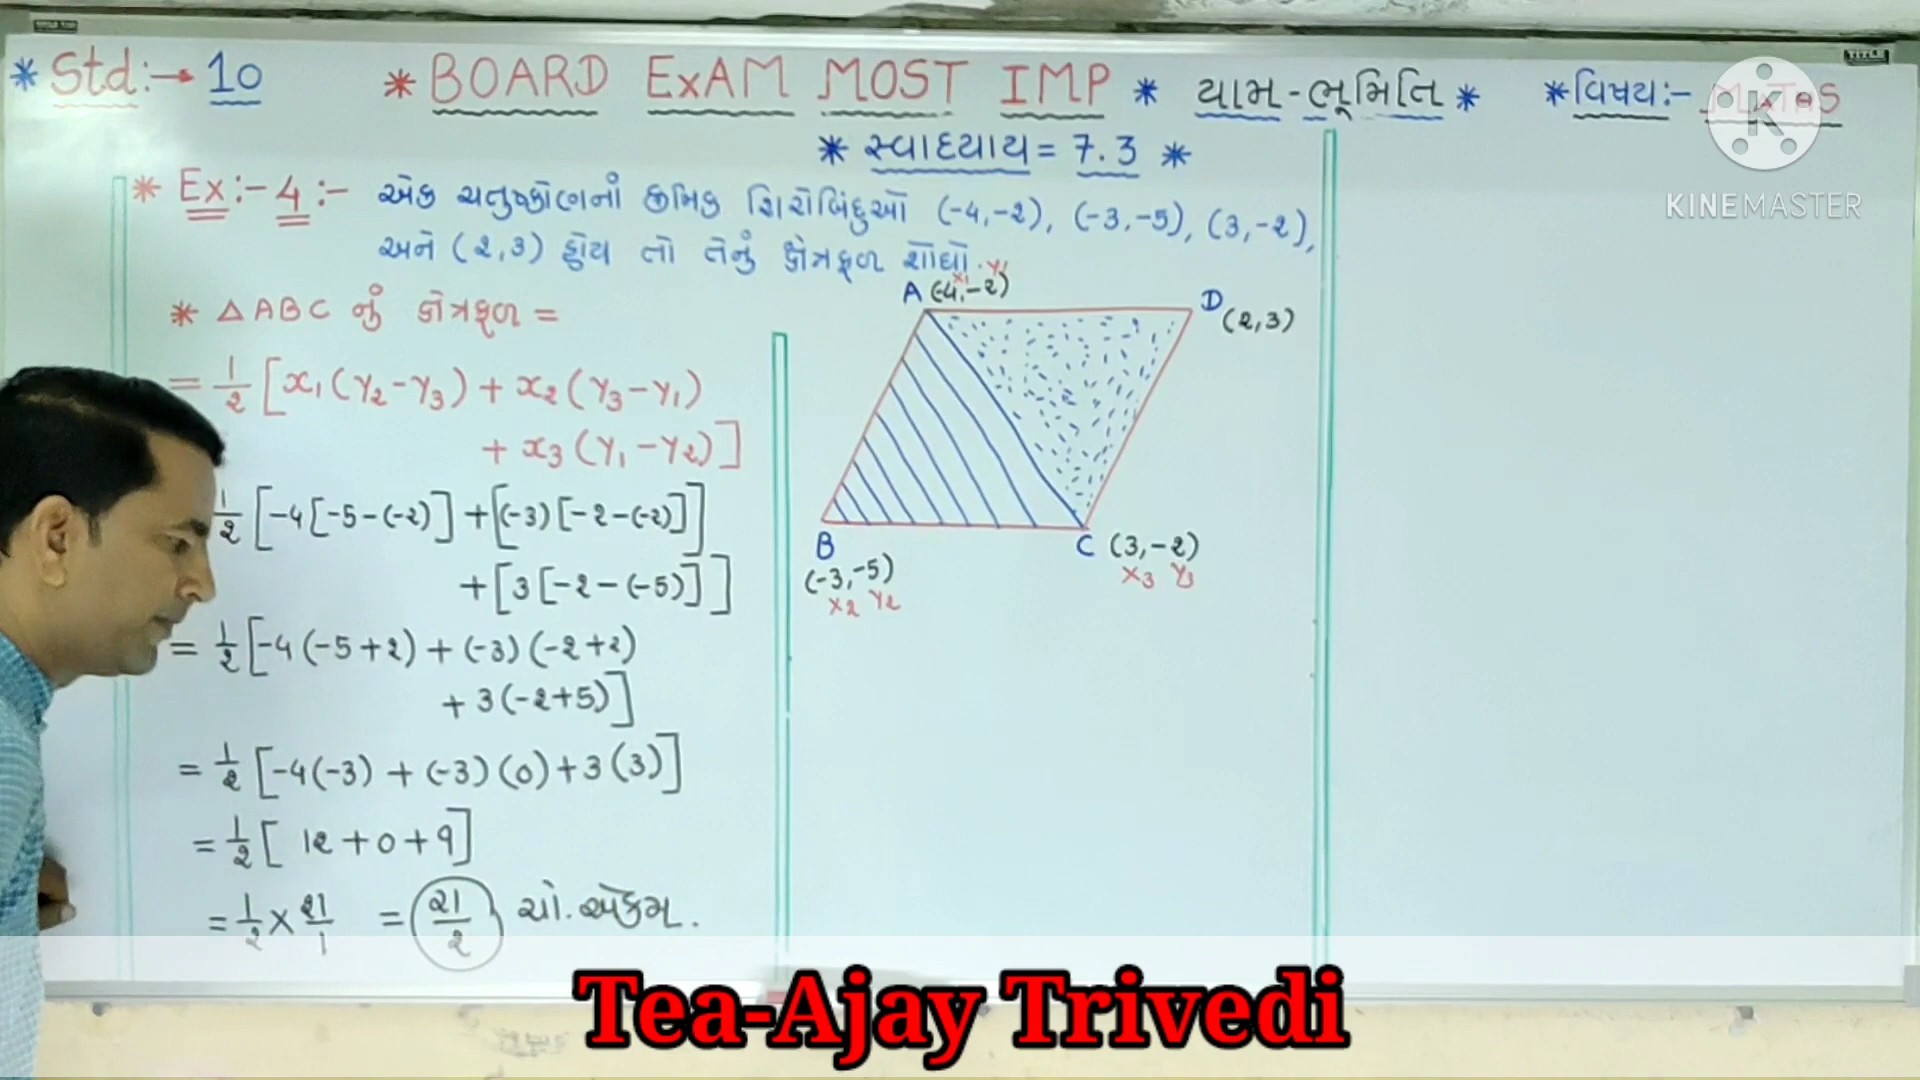 * Std:→ 10 * BOARD ExAM MOST IMP * યામ-ભૂમિતિ * *વિષય:- MATHS
KINEMASTER
* સ્વાધ્યાય = 7.3 *
* Ex:- 4 :- એક ચતુષ્કોણનાં ક્રમિક શિરોબિંદુઓ (-4,-2), (-3,-5), (3,-2),
અને (2,3) હોય તો તેનું ક્ષેત્રફળ શોધો.
x₁ y₁
A (-4,-2)
D (2,3)
* △ABC નું ક્ષેત્રફળ =
= 1/2 [x₁(Y₂-Y₃) + x₂(Y₃-Y₁)
+ x₃(Y₁-Y₂)]
1/2 [-4[-5-(-2)] + [(-3)[-2-(-2)]]
+[3[-2-(-5)]]
= 1/2 [-4(-5+2) + (-3)(-2+2)
+ 3(-2+5)]
= 1/2 [-4(-3) + (-3)(0) + 3(3)]
= 1/2 [12+0+9]
= 1/2 × 21/1 = 21/2 ચો. એકમ.
B
(-3,-5)
X₂ Y₂
C (3,-2)
X₃ Y₃
Tea-Ajay Trivedi